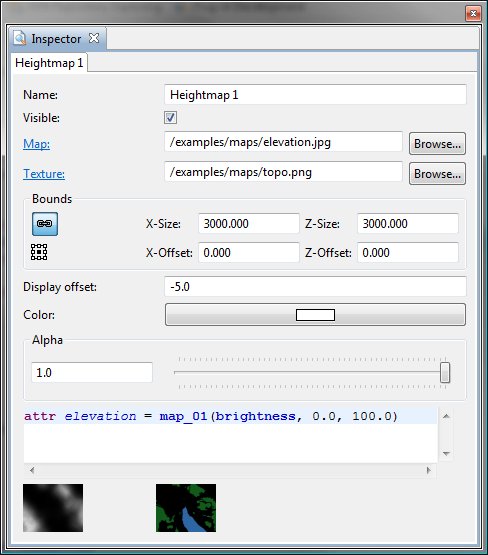 Inspector
Heightmap 1
Name: Heightmap 1
Visible:
Map: /examples/maps/elevation.jpg Browse...
Texture: /examples/maps/topo.png Browse...
Bounds
X-Size: 3000.000 Z-Size: 3000.000
X-Offset: 0.000 Z-Offset: 0.000
Display offset: -5.0
Color:
Alpha
1.0
attr elevation = map_01(brightness, 0.0, 100.0)